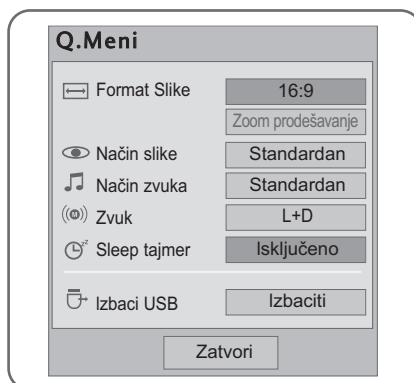 Q.Meni
Format Slike 16:9
Zoom prodešavanje
Način slike Standardan
Način zvuka Standardan
Zvuk L+D
Sleep tajmer Isključeno
Izbaci USB Izbaciti
Zatvori